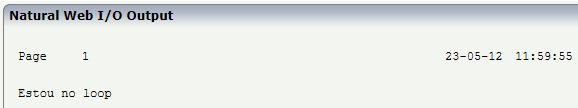 Natural Web I/O Output
Page 1 23-05-12 11:59:55
Estou no loop